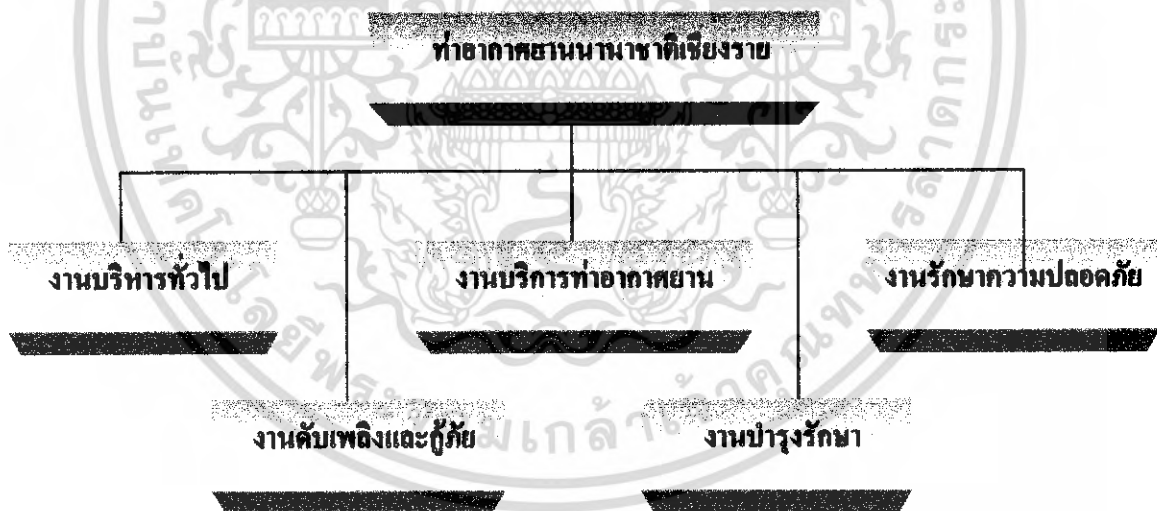 ท่าอากาศยานนานาชาติเชียงราย
งานบริหารทั่วไป
งานบริการท่าอากาศยาน
งานรักษาความปลอดภัย
งานดับเพลิงและกู้ภัย
งานบำรุงรักษา